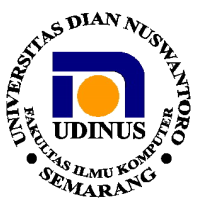 UNIVERSITAS DIAN NUSWANTORO
UDINUS
FAKULTAS ILMU KOMPUTER
• SEMARANG •